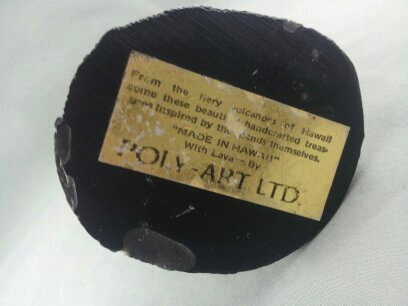 From the fiery volcanoes of Hawaii
come these beautiful handcrafted treas-
ures inspired by the islands themselves.
"MADE IN HAWAII"
With Lava - By
POLY-ART LTD.